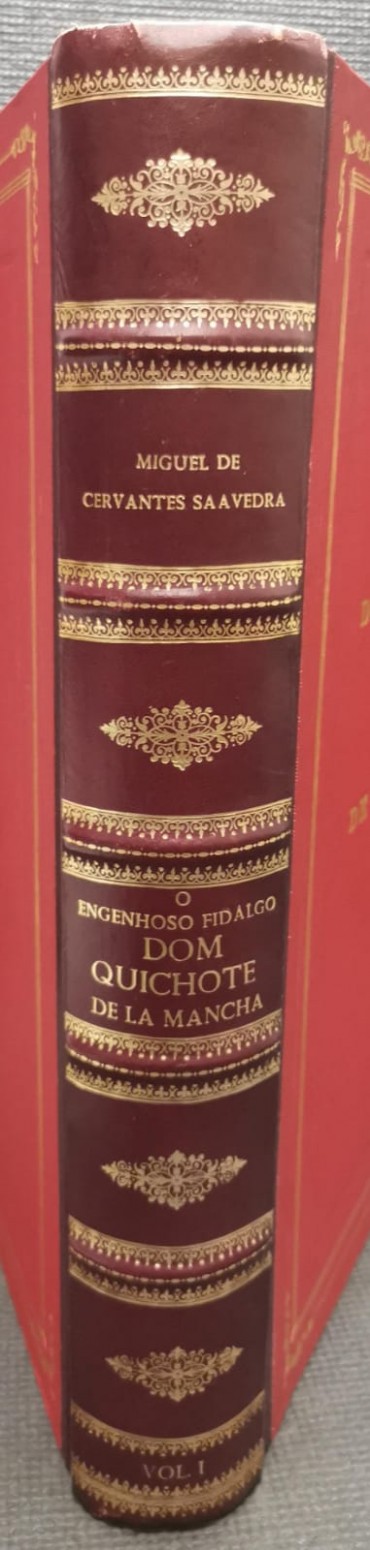 MIGUEL DE
CERVANTES SAAVEDRA
O
ENGENHOSO FIDALGO
DOM
QUICHOTE
DE LA MANCHA
VOL. I